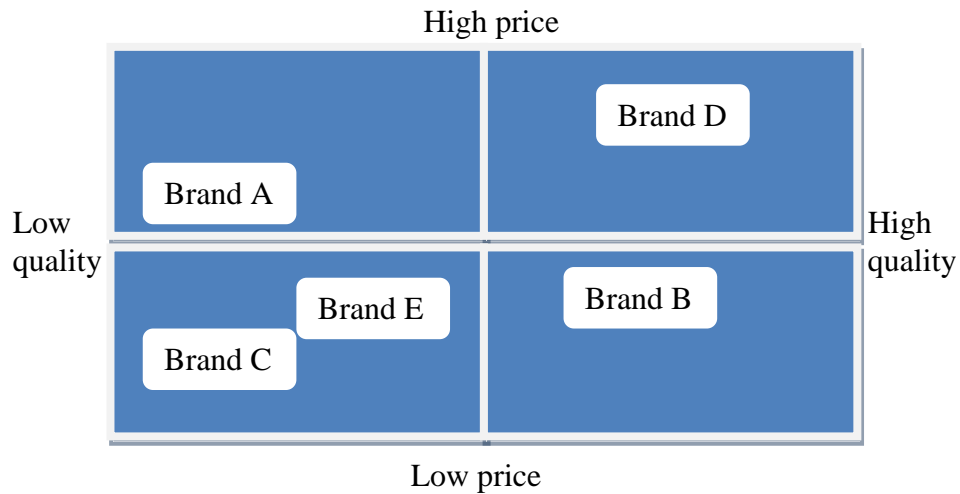 High price
Brand D
Brand A
Low
quality
High
quality
Brand B
Brand E
Brand C
Low price